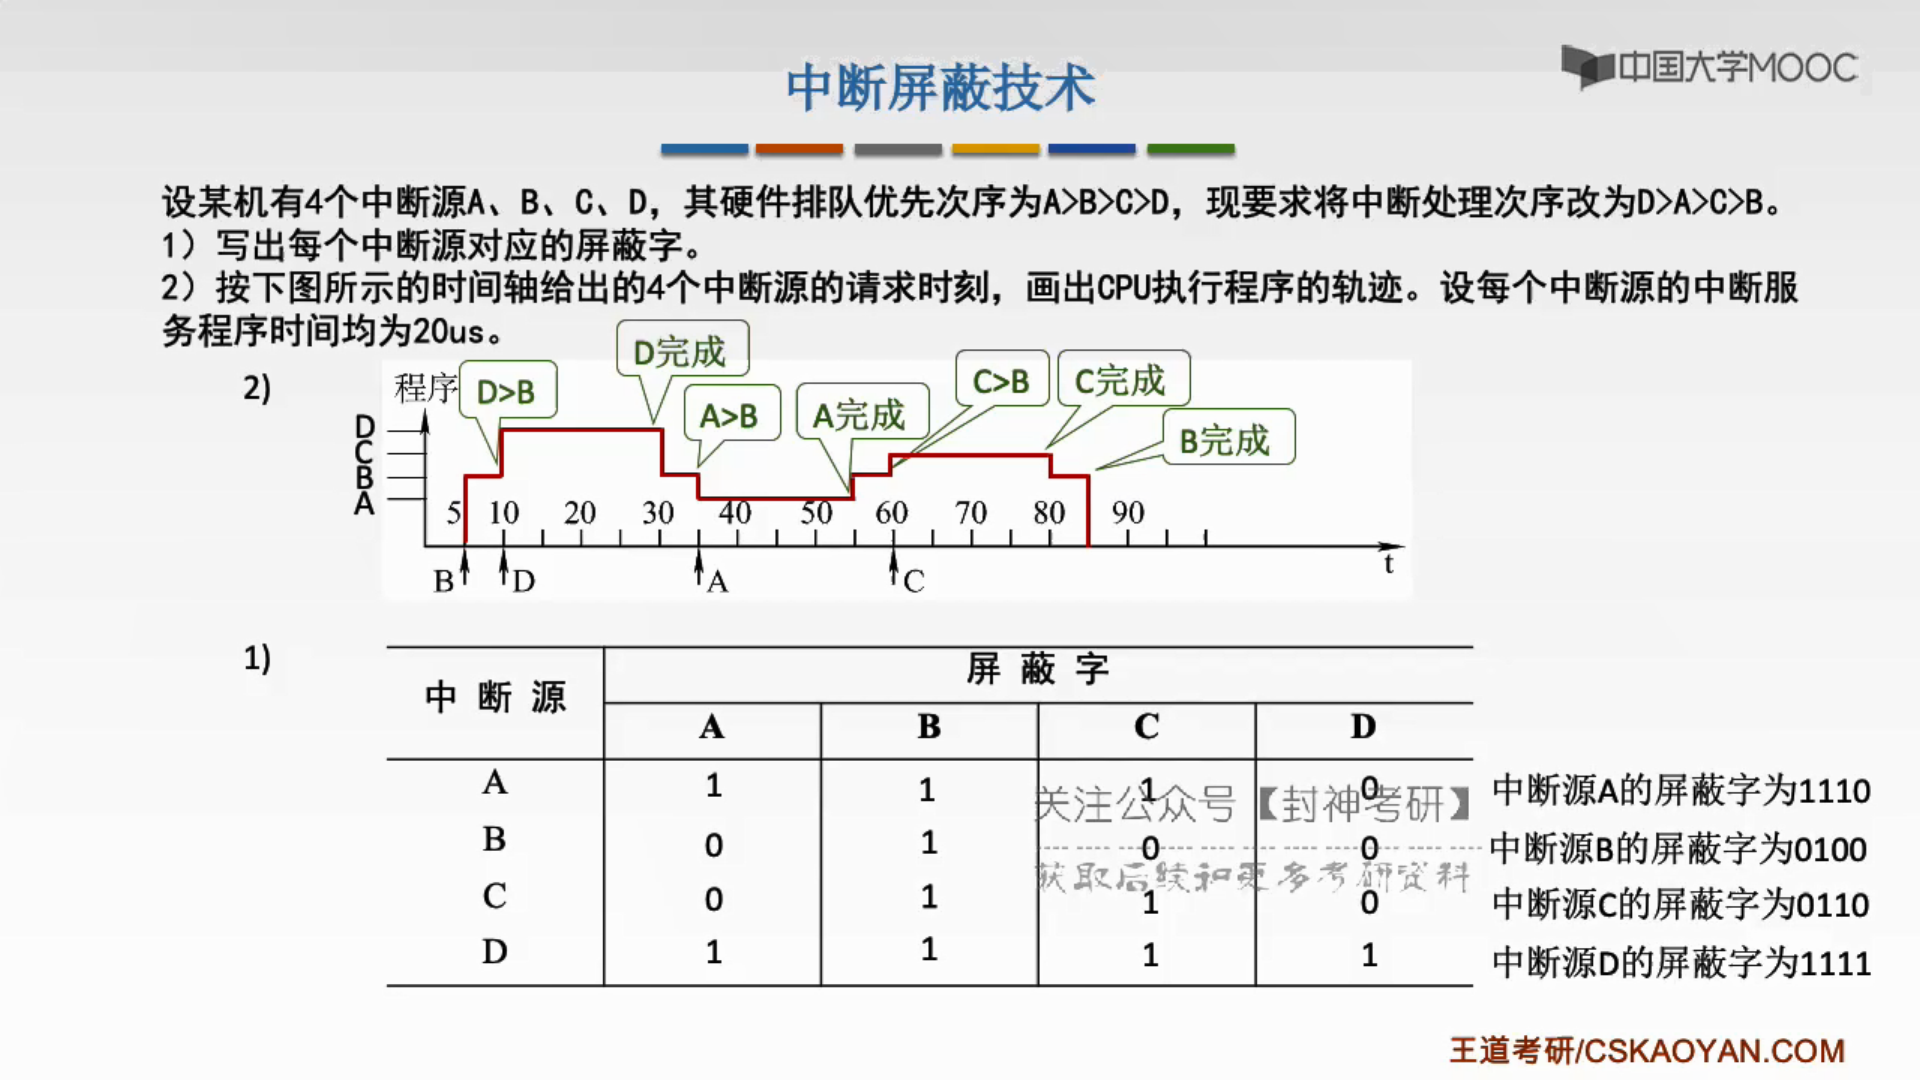 中断屏蔽技术
中国大学MOOC
设某机有4个中断源A、B、C、D，其硬件排队优先次序为A>B>C>D，现要求将中断处理次序改为D>A>C>B。
1）写出每个中断源对应的屏蔽字。
2）按下图所示的时间轴给出的4个中断源的请求时刻，画出CPU执行程序的轨迹。设每个中断源的中断服
务程序时间均为20us。
2)
程序
D>B
D完成
A>B
A完成
C>B
C完成
B完成
D
C
B
A
5 10 20 30 40 50 60 70 80 90
t
B D A C
1)
中断源 屏蔽字
A B C D
A 1 1 1 0 中断源A的屏蔽字为1110
关注公众号【封神考研】
B 0 1 0 0 中断源B的屏蔽字为0100
获取后续和更多考研资料
C 0 1 1 0 中断源C的屏蔽字为0110
D 1 1 1 1 中断源D的屏蔽字为1111
王道考研/CSKAOYAN.COM